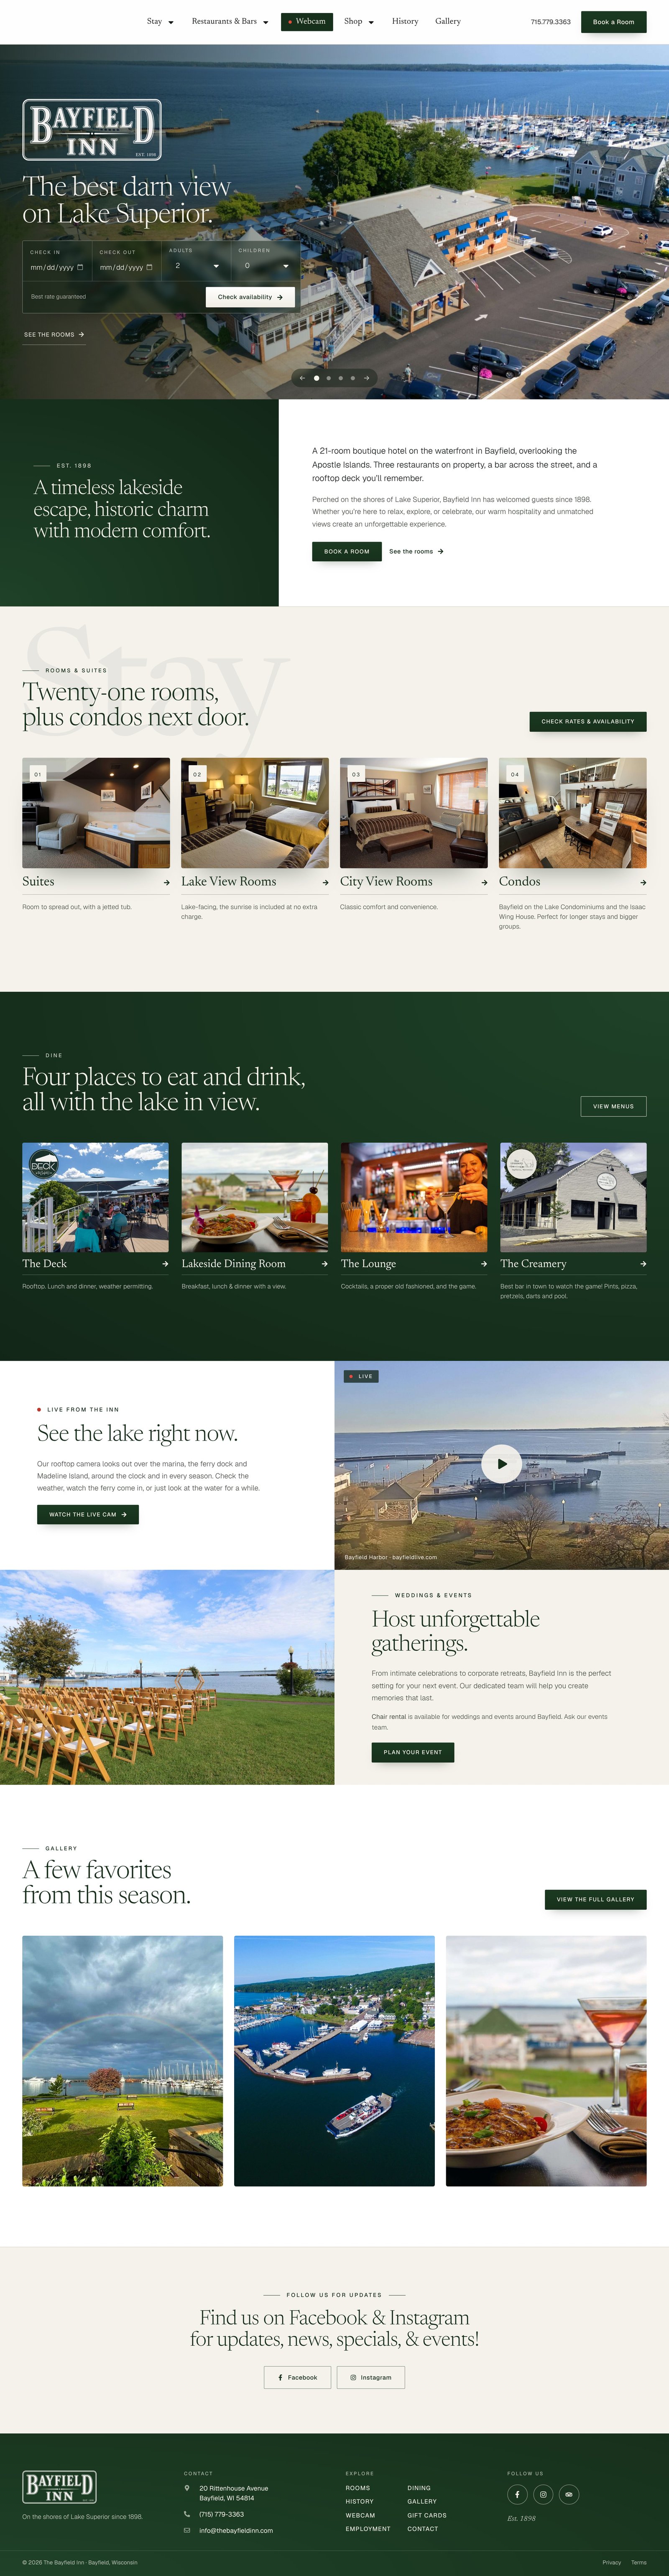 Stay
Restaurants & Bars
Webcam
Shop
History
Gallery
715.779.3363
Book a Room
BAYFIELD
INN
EST. 1898
The best darn view
on Lake Superior.
CHECK IN
CHECK OUT
ADULTS
CHILDREN
mm/dd/yyyy
mm/dd/yyyy
2
0
Best rate guaranteed
Check availability
SEE THE ROOMS
EST. 1898
A timeless lakeside
escape, historic charm
with modern comfort.
A 21-room boutique hotel on the waterfront in Bayfield, overlooking the
Apostle Islands. Three restaurants on property, a bar across the street, and a
rooftop deck you'll remember.
Perched on the shores of Lake Superior, Bayfield Inn has welcomed guests since 1898.
Whether you're here to relax, explore, or celebrate, our warm hospitality and unmatched
views create an unforgettable experience.
BOOK A ROOM
See the rooms
Stay
ROOMS & SUITES
Twenty-one rooms,
plus condos next door.
CHECK RATES & AVAILABILITY
01
02
03
04
Suites
Lake View Rooms
City View Rooms
Condos
Room to spread out, with a jetted tub.
Lake-facing, the sunrise is included at no extra
charge.
Classic comfort and convenience.
Bayfield on the Lake Condominiums and the Isaac
Wing House. Perfect for longer stays and bigger
groups.
DINE
Four places to eat and drink,
all with the lake in view.
VIEW MENUS
DECK
The Deck
Lakeside Dining Room
The Lounge
The Creamery
Rooftop. Lunch and dinner, weather permitting.
Breakfast, lunch & dinner with a view.
Cocktails, a proper old fashioned, and the game.
Best bar in town to watch the game! Pints, pizza,
pretzels, darts and pool.
LIVE FROM THE INN
See the lake right now.
Our rooftop camera looks out over the marina, the ferry dock and
Madeline Island, around the clock and in every season. Check the
weather, watch the ferry come in, or just look at the water for a while.
WATCH THE LIVE CAM
LIVE
Bayfield Harbor · bayfieldlive.com
WEDDINGS & EVENTS
Host unforgettable
gatherings.
From intimate celebrations to corporate retreats, Bayfield Inn is the perfect
setting for your next event. Our dedicated team will help you create
memories that last.
Chair rental is available for weddings and events around Bayfield. Ask our events
team.
PLAN YOUR EVENT
GALLERY
A few favorites
from this season.
VIEW THE FULL GALLERY
FOLLOW US FOR UPDATES
Find us on Facebook & Instagram
for updates, news, specials, & events!
Facebook
Instagram
BAYFIELD
INN
On the shores of Lake Superior since 1898.
CONTACT
20 Rittenhouse Avenue
Bayfield, WI 54814
(715) 779-3363
info@thebayfieldinn.com
EXPLORE
ROOMS
DINING
HISTORY
GALLERY
WEBCAM
GIFT CARDS
EMPLOYMENT
CONTACT
FOLLOW US
Est. 1898
© 2026 The Bayfield Inn · Bayfield, Wisconsin
Privacy
Terms